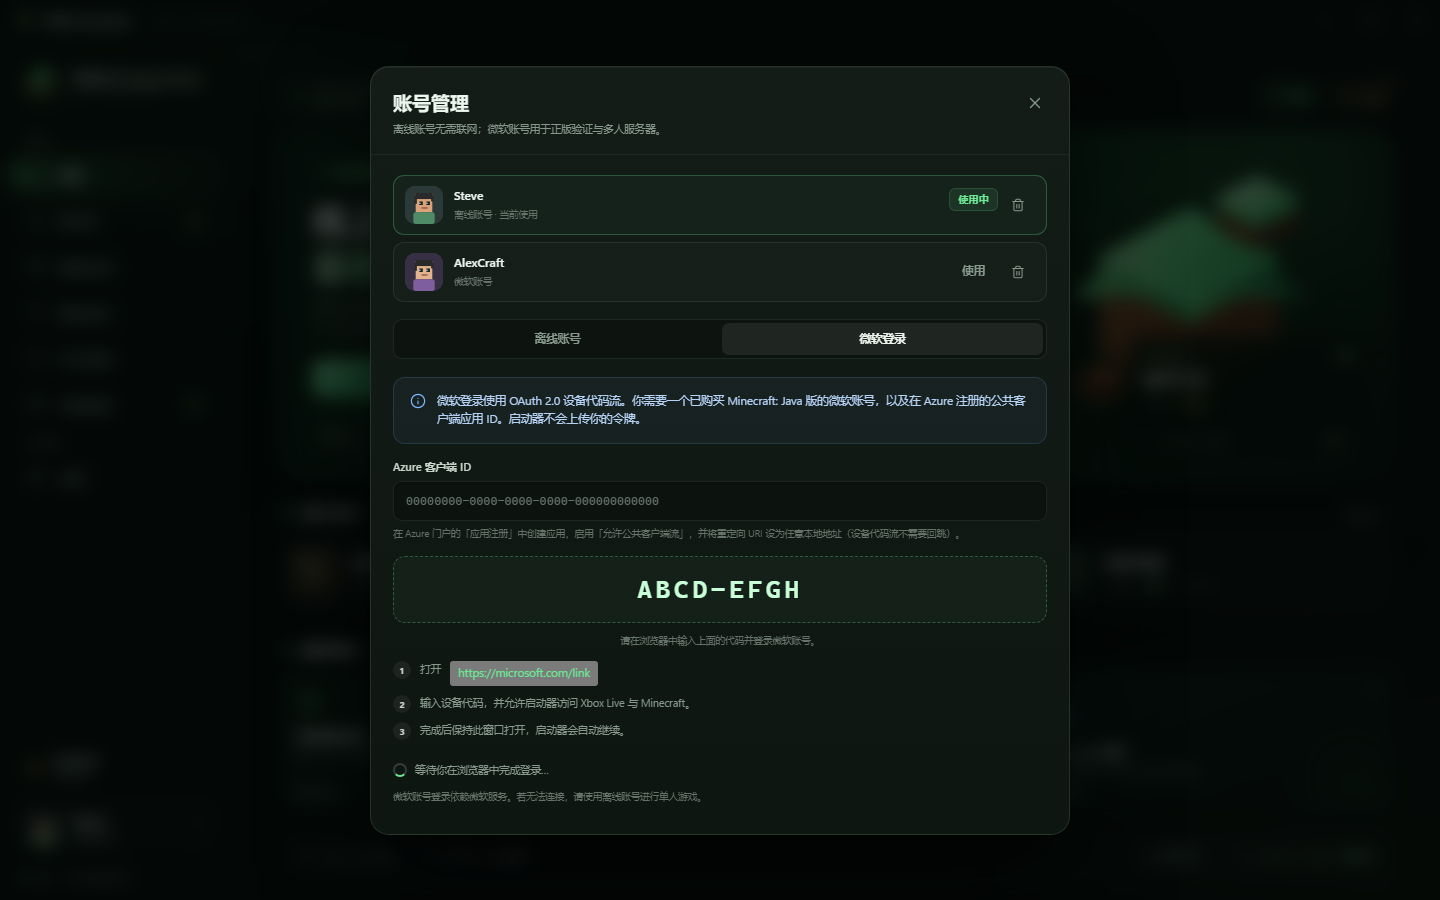 账号管理
离线账号无需联网；微软账号用于正版验证与多人服务器。
Steve
离线账号 · 当前使用
使用中
AlexCraft
微软账号
使用
离线账号
微软登录
微软登录使用 OAuth 2.0 设备代码流。你需要一个已购买 Minecraft: Java 版的微软账号，以及在 Azure 注册的公共客
户端应用 ID。启动器不会上传你的令牌。
Azure 客户端 ID
00000000-0000-0000-0000-000000000000
在 Azure 门户的「应用注册」中创建应用，启用「允许公共客户端流」，并将重定向 URI 设为任意本地地址（设备代码流不需要回跳）。
ABCD-EFGH
请在浏览器中输入上面的代码并登录微软账号。
1 打开 https://microsoft.com/link
2 输入设备代码，并允许启动器访问 Xbox Live 与 Minecraft。
3 完成后保持此窗口打开，启动器会自动继续。
等待你在浏览器中完成登录…
微软账号登录依赖微软服务。若无法连接，请使用离线账号进行单人游戏。